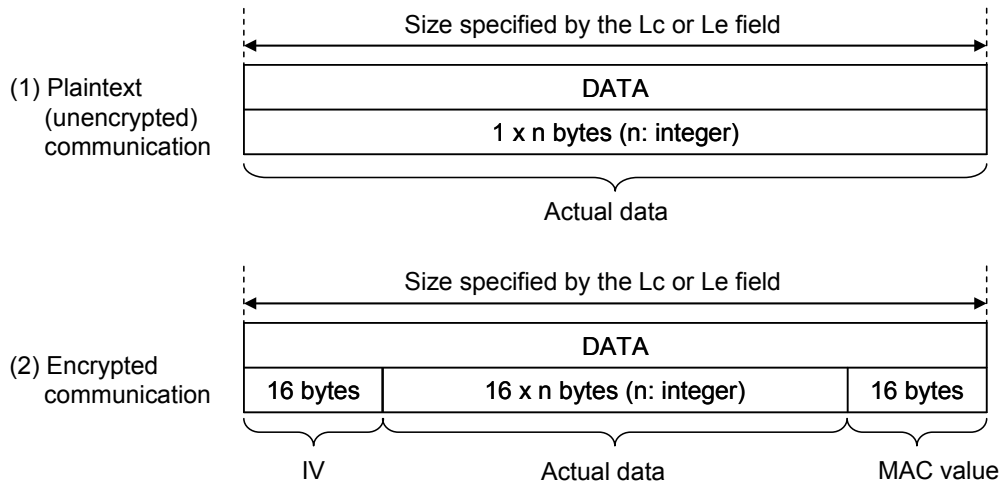 Size specified by the Lc or Le field
(1) Plaintext
(unencrypted)
communication
DATA
1 x n bytes (n: integer)
Actual data
Size specified by the Lc or Le field
(2) Encrypted
communication
DATA
16 bytes
16 x n bytes (n: integer)
16 bytes
IV
Actual data
MAC value